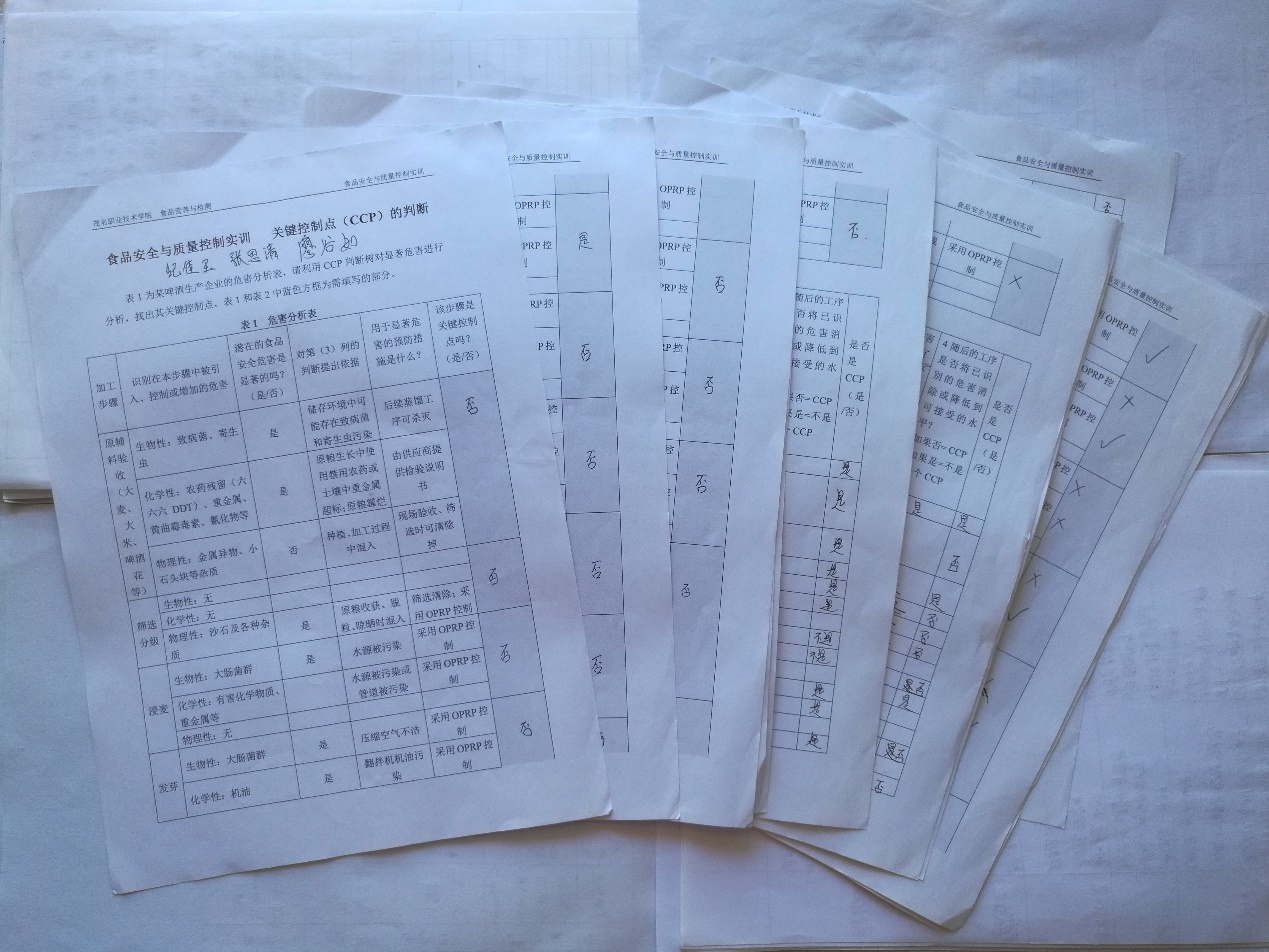 茂名职业技术学院 食品营养与检测
食品安全与质量控制实训
食品安全与质量控制实训 关键控制点（CCP）的判断
纪佳玉 张思清
表 1 为某啤酒生产企业的危害分析表，请利用 CCP 判断树对显著危害进行
分析，找出其关键控制点。表 1 和表 2 中蓝色方框为需填写的部分。
表 1 危害分析表
加工步骤
识别在本步骤中被引入、控制或增加的危害
潜在的食品安全危害是显著的吗？（是/否）
对第（3）列的判断提出依据
用于显著危害的预防措施是什么？
该步骤是关键控制点吗？（是/否）
原辅料验收（大麦、大米、啤酒花等）
生物性：致病菌、寄生虫
是
储存环境中可能存在致病菌和寄生虫污染
后续蒸馏工序可杀灭
否
化学性：农药残留（六六六 DDT）、重金属、黄曲霉毒素、氰化物等
是
原粮生长中使用禁用农药或土壤中重金属超标；原粮霉烂
由供应商提供检验说明书
物理性：金属异物、小石头块等杂质
否
种植、加工过程中混入
现场验收、筛选时可清除掉
筛选分级
生物性：无
化学性：无
物理性：沙石及各种杂质
是
原粮收获、脱粒、晾晒时混入
筛选清除；采用 OPRP 控制
否
浸麦
生物性：大肠菌群
是
水源被污染
采用 OPRP 控制
否
化学性：有害化学物质、重金属等
水源被污染或管道被污染
采用 OPRP 控制
物理性：无
发芽
生物性：大肠菌群
是
压缩空气不洁
采用 OPRP 控制
否
化学性：机油
是
翻拌机机油污染
采用 OPRP 控制
安全与质量控制实训
OPRP 控制
OPRP 控制
是
否
否
否
否
品安全与质量控制实训
OPRP 控
OPRP 控
否
否
否
否
与质量控制实训
OPRP 控
否
随后的工序
否将已识
的危害消
或降低到
接受的水
果否= CCP
果是=不是
CCP
是否是 CCP（是/否）
是
是
是
是
是
是
不是
不是
是
是
是
食品安全与质量控制实训
采用 OPRP 控制
×
4 随后的工序
是否将已识
别的危害消
除或降低到
可接受的水
平？
如果否= CCP
如果是=不是
个 CCP
是否是 CCP（是/否）
是
是
否
是
否
否
否
是
否
食品安全与质量控制实训
否
食品安全与质量控制实训
用 OPRP 控制
✓
OPRP 控
×
OPRP 控
✓
×
×
×
✓